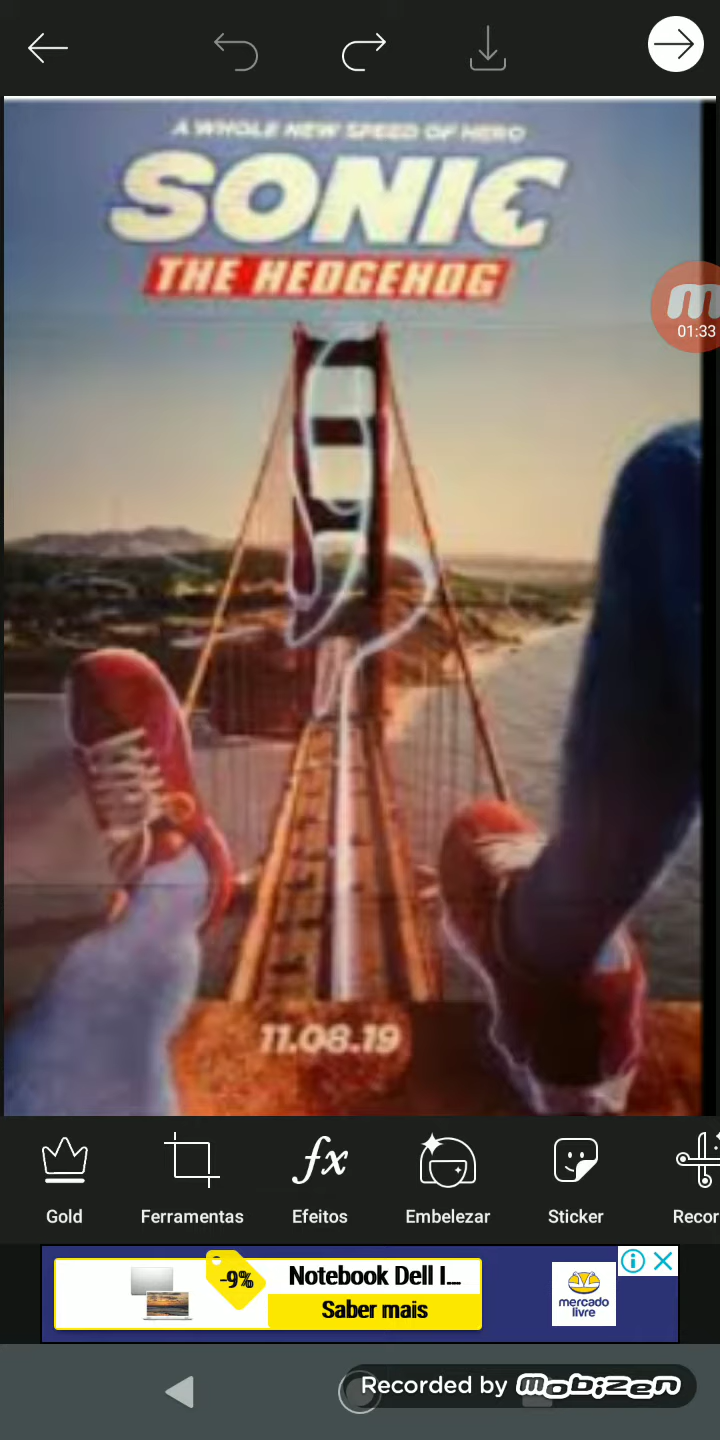 A WHOLE NEW SPEED OF HERO
SONIC
THE HEDGEHOG
01:33
11.08.19
Gold
Ferramentas
Efeitos
Embelezar
Sticker
Recor
-9%
Notebook Dell I...
Saber mais
mercado
livre
Recorded by mobizen